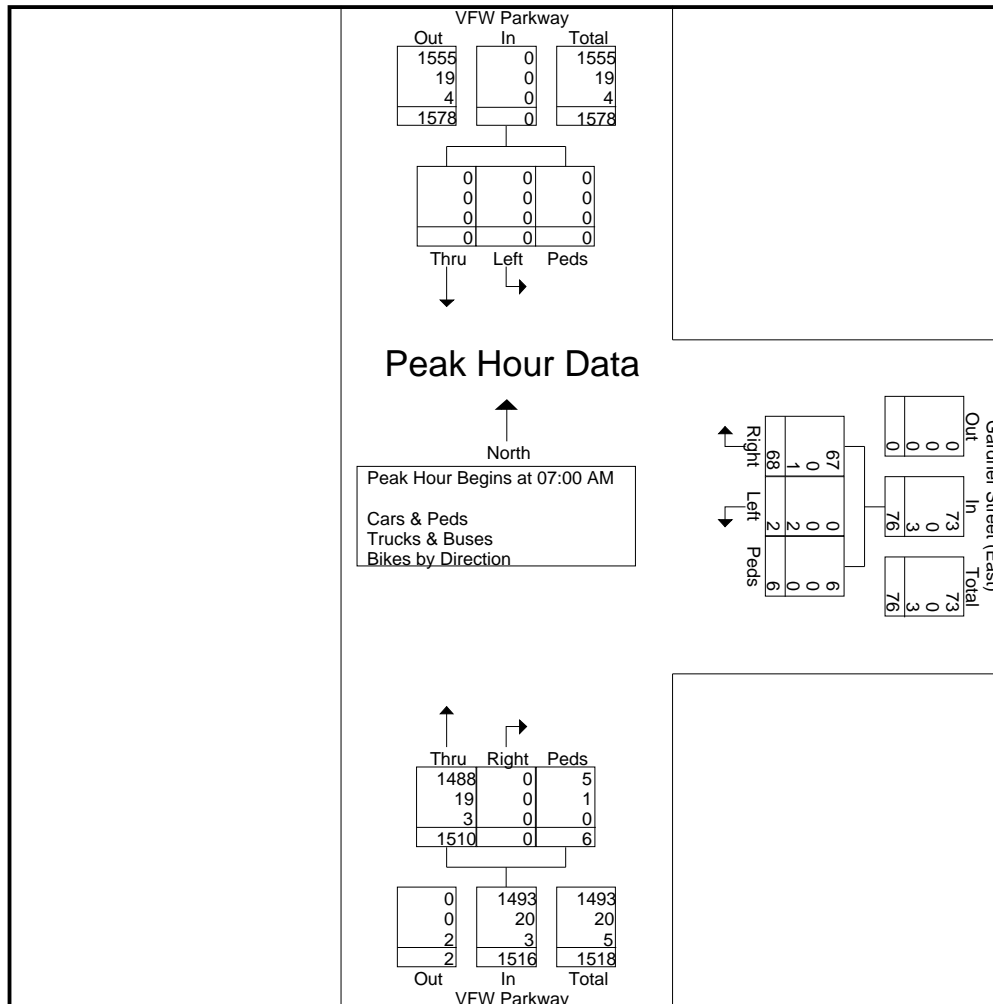 VFW Parkway
Out In Total
1555 0 1555
19 0 19
4 0 4
1578 0 1578
0 0 0
0 0 0
0 0 0
0 0 0
Thru Left Peds
Peak Hour Data
North
Peak Hour Begins at 07:00 AM
Cars & Peds
Trucks & Buses
Bikes by Direction
Gardner Street (East)
Out In Total
0 73 73
0 0 0
0 3 3
0 76 76
67 0 6
0 0 0
1 2 0
68 2 6
Right Left Peds
Thru Right Peds
1488 0 5
19 0 1
3 0 0
1510 0 6
0 1493 1493
0 20 20
2 3 5
2 1516 1518
Out In Total
VFW Parkway